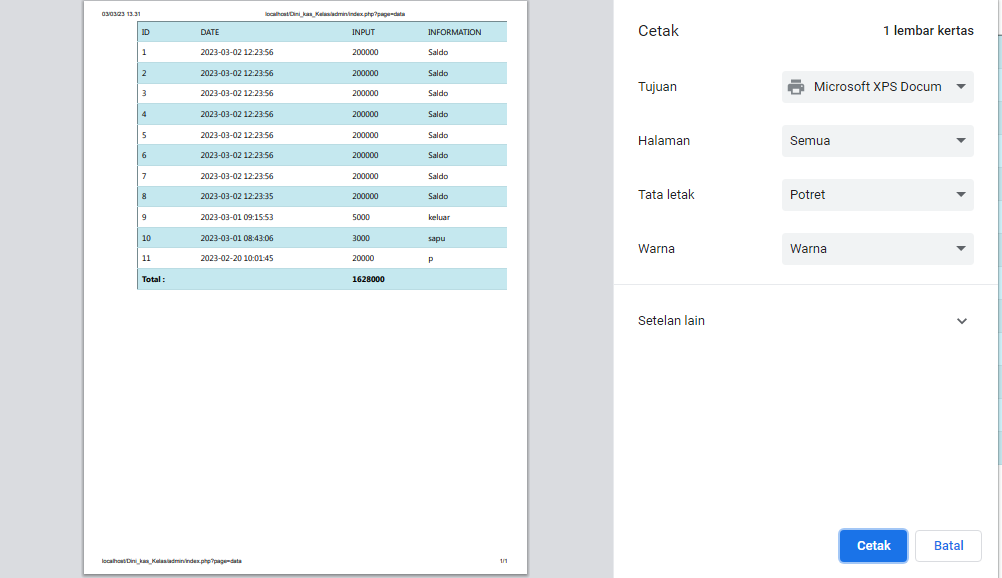 03/03/23 13.31 localhost/Dini_kas_Kelas/admin/index.php?page=data
ID DATE INPUT INFORMATION
1 2023-03-02 12:23:56 200000 Saldo
2 2023-03-02 12:23:56 200000 Saldo
3 2023-03-02 12:23:56 200000 Saldo
4 2023-03-02 12:23:56 200000 Saldo
5 2023-03-02 12:23:56 200000 Saldo
6 2023-03-02 12:23:56 200000 Saldo
7 2023-03-02 12:23:56 200000 Saldo
8 2023-03-02 12:23:35 200000 Saldo
9 2023-03-01 09:15:53 5000 keluar
10 2023-03-01 08:43:06 3000 sapu
11 2023-02-20 10:01:45 20000 p
Total : 1628000
localhost/Dini_kas_Kelas/admin/index.php?page=data 1/1
Cetak 1 lembar kertas
Tujuan Microsoft XPS Docum
Halaman Semua
Tata letak Potret
Warna Warna
Setelan lain
Cetak Batal